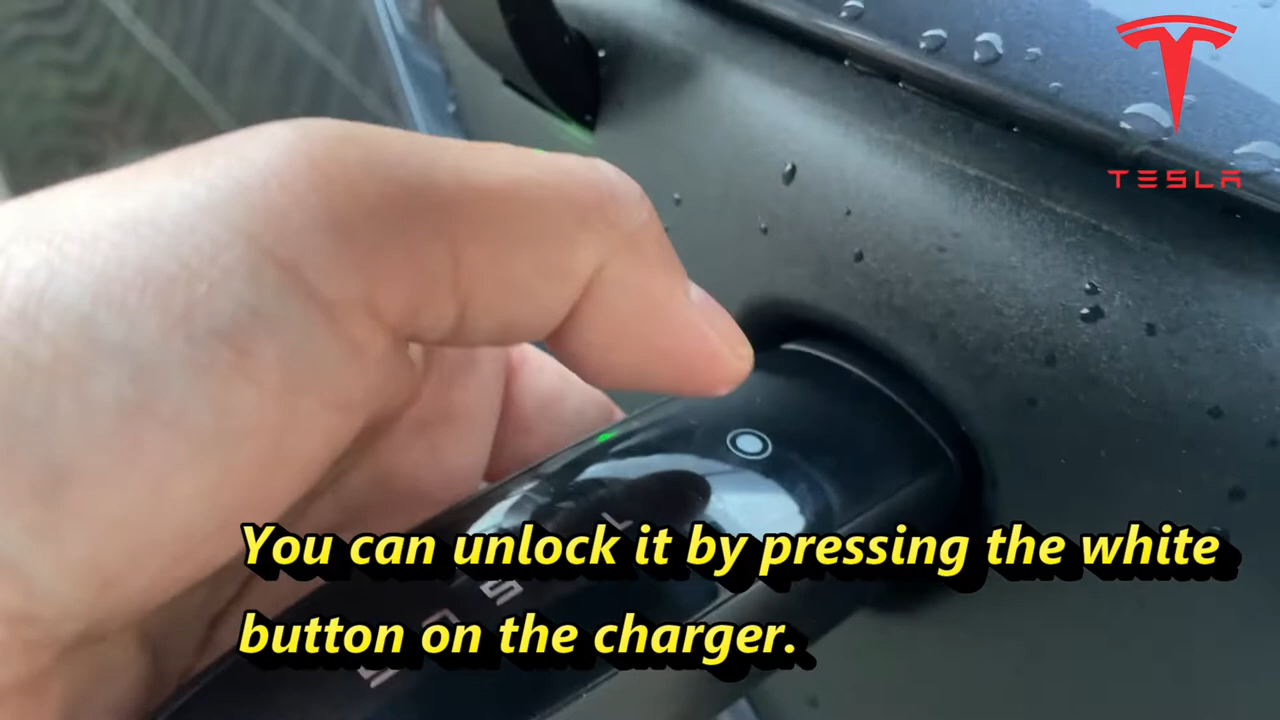 TESLA
You can unlock it by pressing the white
button on the charger.